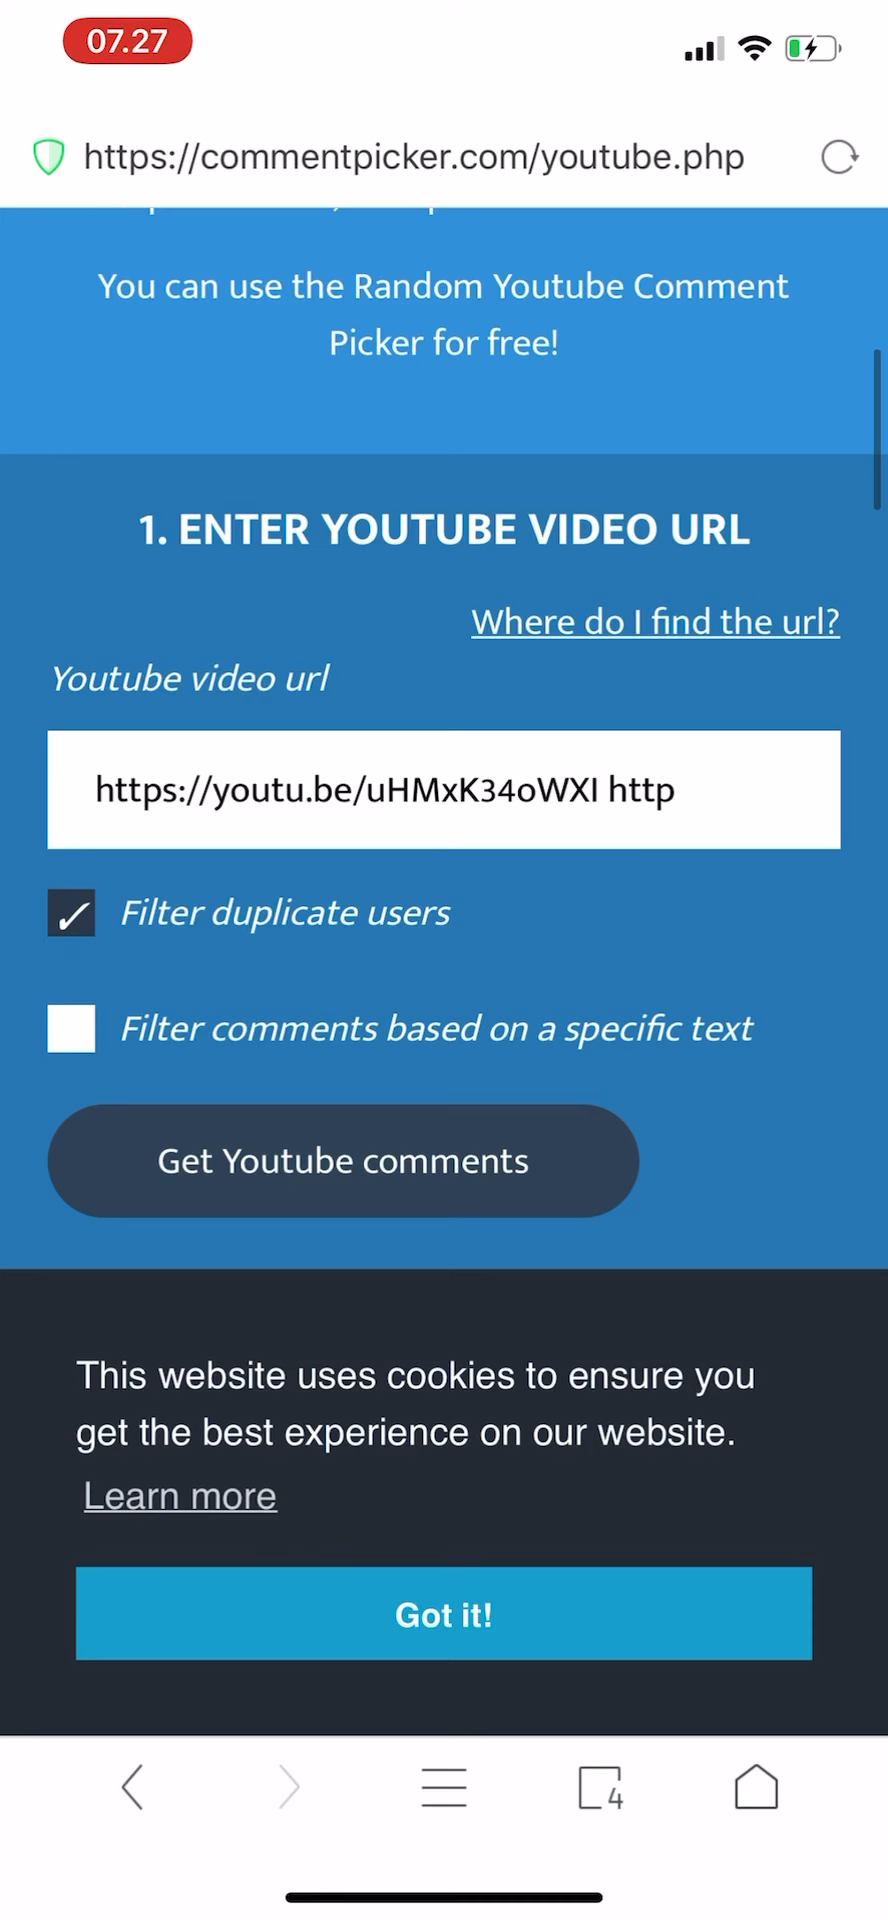 07.27
https://commentpicker.com/youtube.php
You can use the Random Youtube Comment
Picker for free!
1. ENTER YOUTUBE VIDEO URL
Where do I find the url?
Youtube video url
https://youtu.be/uHMxK34oWXI http
Filter duplicate users
Filter comments based on a specific text
Get Youtube comments
This website uses cookies to ensure you
get the best experience on our website.
Learn more
Got it!
4